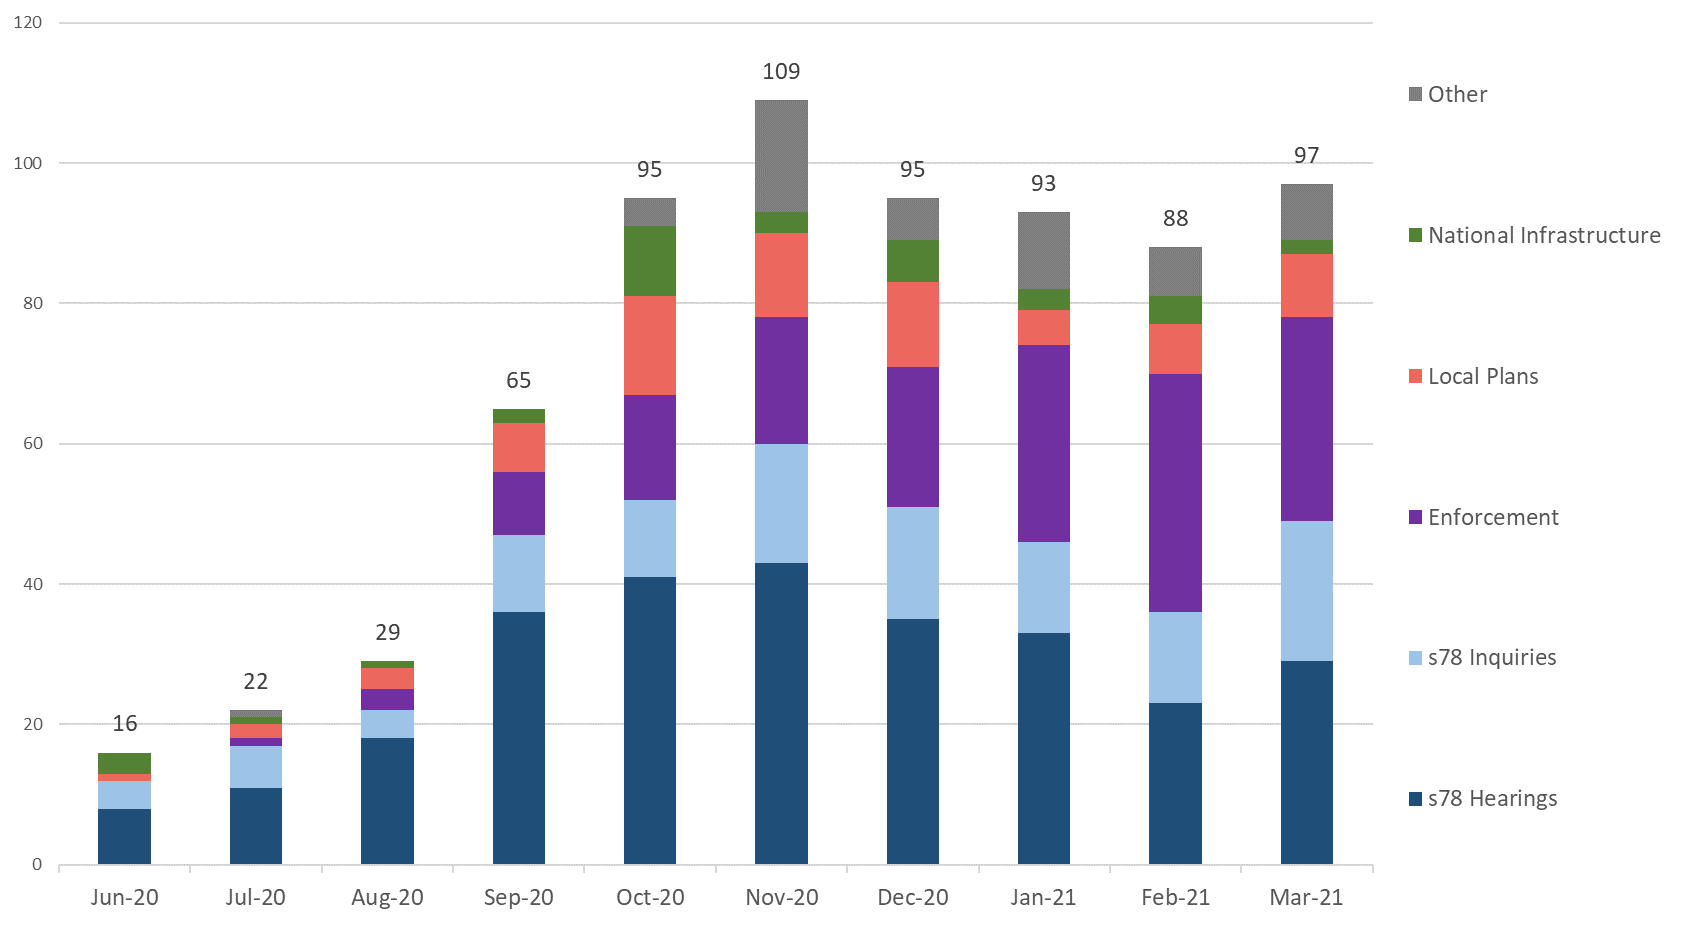 120
100
80
60
40
20
0
16
22
29
65
95
109
95
93
88
97
Jun-20
Jul-20
Aug-20
Sep-20
Oct-20
Nov-20
Dec-20
Jan-21
Feb-21
Mar-21
Other
National Infrastructure
Local Plans
Enforcement
s78 Inquiries
s78 Hearings